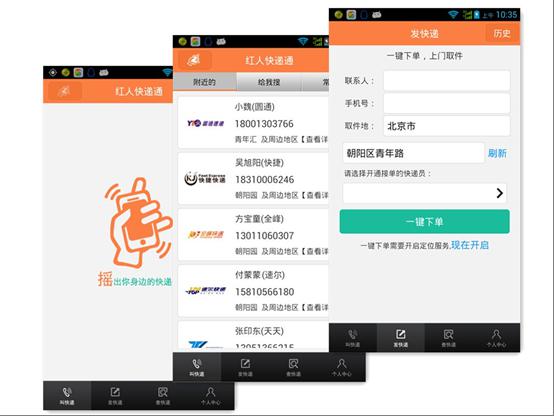 红人快递通
摇出你身边的快递
叫快递
发快递
查快递
个人中心
红人快递通
附近的
给我搜
常
小魏(圆通)
18001303766
青年汇 及周边地区【查看详
吴旭阳(快捷)
18310006246
朝阳园 及周边地区【查看详
快捷快递
方宝童(全峰)
13011060307
朝阳园 及周边地区【查看详
付蒙蒙(速尔)
15810566180
朝阳园 及周边地区【查看详
速尔快递
张印东(天天)
13051366215
叫快递
发快递
查快递
个人中心
上午 10:35
发快递
历史
一键下单，上门取件
联系人：
手机号：
取件地： 北京市
朝阳区青年路 刷新
请选择开通接单的快递员：
一键下单
一键下单需要开启定位服务,现在开启
叫快递
发快递
查快递
个人中心